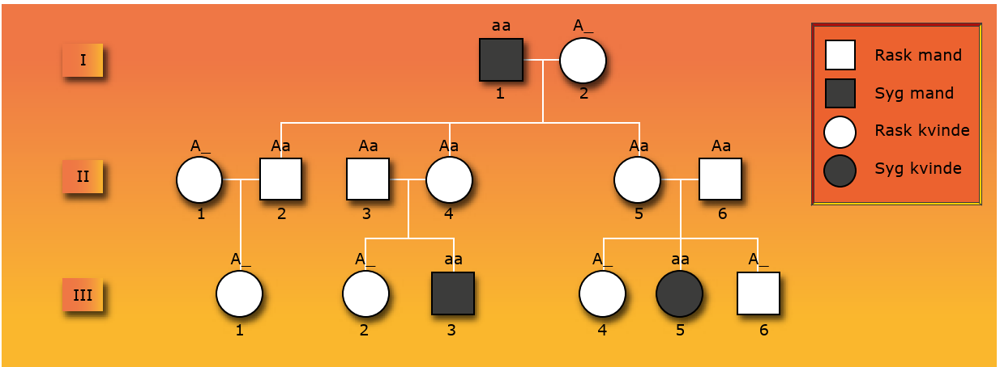 I
aa A_
1 2
Rask mand
Syg mand
Rask kvinde
Syg kvinde
II
A_ Aa Aa Aa Aa Aa
1 2 3 4 5 6
III
A_ A_ aa A_ aa A_
1 2 3 4 5 6